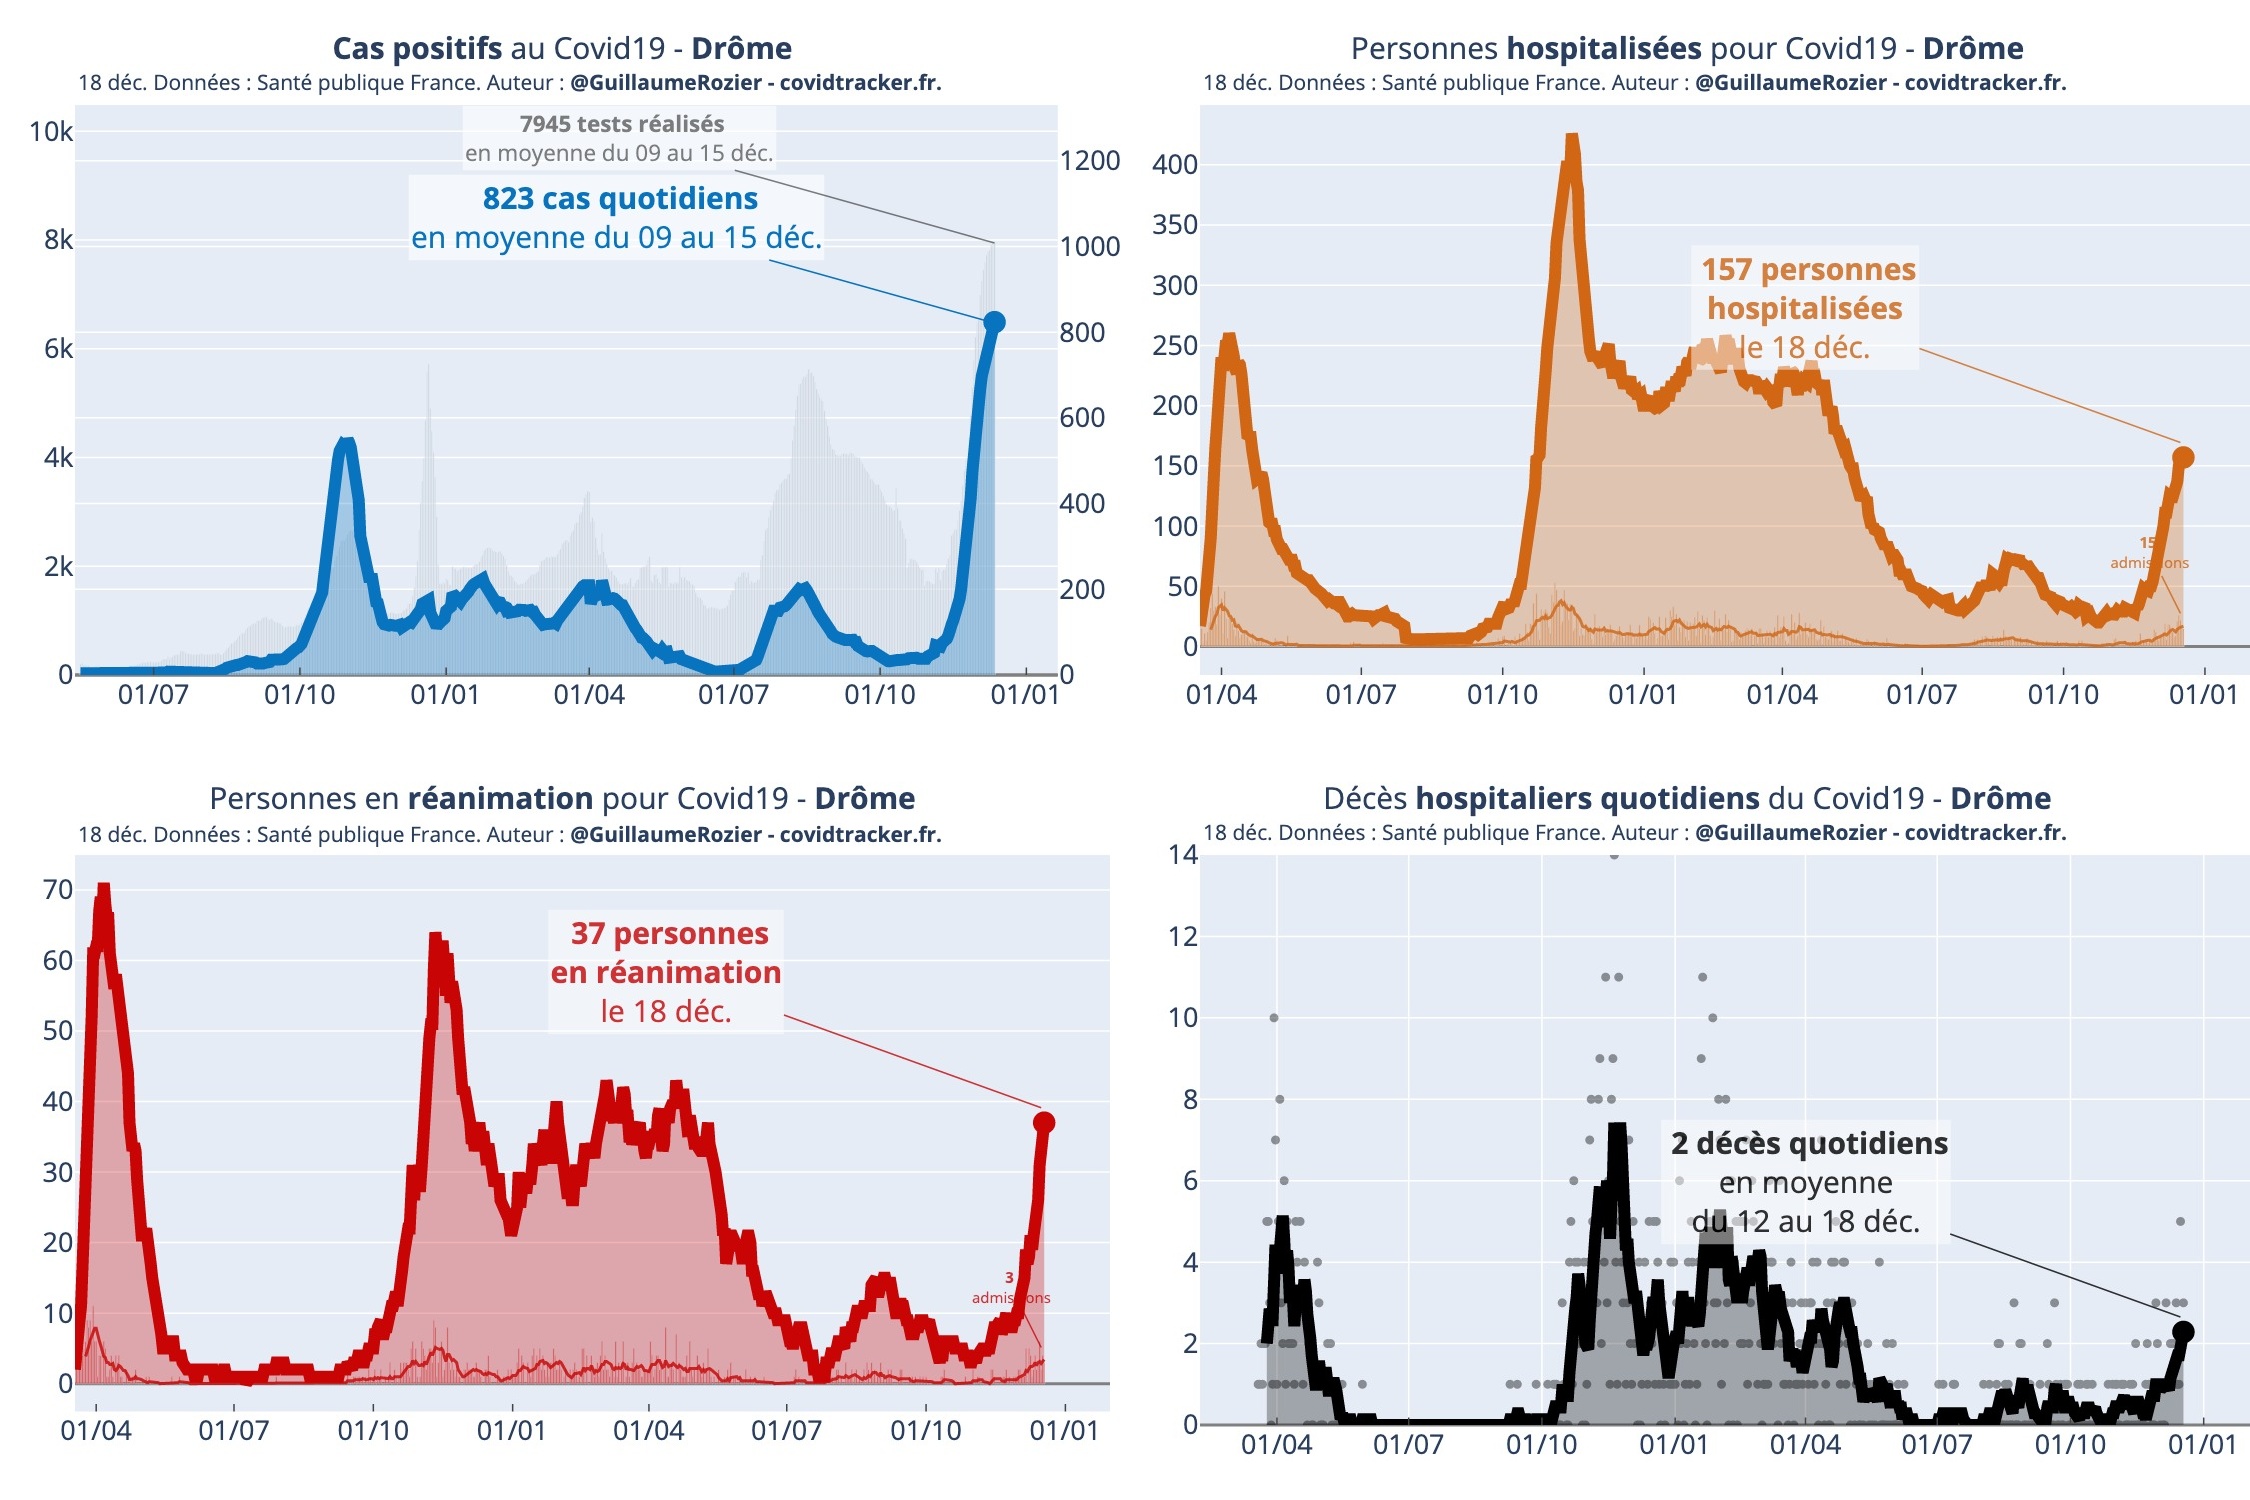 Cas positifs au Covid19 - Drôme
18 déc. Données : Santé publique France. Auteur : @GuillaumeRozier - covidtracker.fr.
7945 tests réalisés
en moyenne du 09 au 15 déc.
823 cas quotidiens
en moyenne du 09 au 15 déc.
10k
8k
6k
4k
2k
0
1200
1000
800
600
400
200
0
01/07 01/10 01/01 01/04 01/07 01/10 01/01
Personnes hospitalisées pour Covid19 - Drôme
18 déc. Données : Santé publique France. Auteur : @GuillaumeRozier - covidtracker.fr.
157 personnes
hospitalisées
le 18 déc.
15
admissions
400
350
300
250
200
150
100
50
0
01/04 01/07 01/10 01/01 01/04 01/07 01/10 01/01
Personnes en réanimation pour Covid19 - Drôme
18 déc. Données : Santé publique France. Auteur : @GuillaumeRozier - covidtracker.fr.
37 personnes
en réanimation
le 18 déc.
3
admissions
70
60
50
40
30
20
10
0
01/04 01/07 01/10 01/01 01/04 01/07 01/10 01/01
Décès hospitaliers quotidiens du Covid19 - Drôme
18 déc. Données : Santé publique France. Auteur : @GuillaumeRozier - covidtracker.fr.
2 décès quotidiens
en moyenne
du 12 au 18 déc.
14
12
10
8
6
4
2
0
01/04 01/07 01/10 01/01 01/04 01/07 01/10 01/01